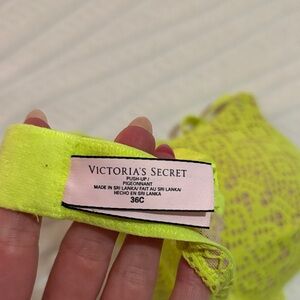 VICTORIA'S SECRET
PUSH-UP/
PIGEONNANT
MADE IN SRI LANKA/ FAIT AU SRI LANKA/
HECHO EN SRI LANKA
36C